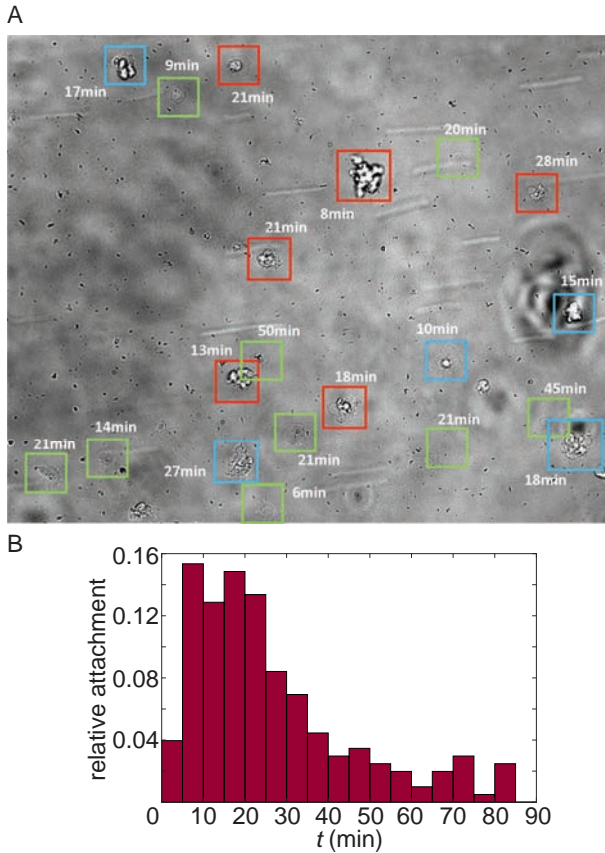 A
9min
17min
21min
20min
28min
8min
21min
15min
50min
10min
13min
18min
45min
14min
21min
21min
21min
27min
18min
6min
B
0.16
0.12
0.08
0.04
relative attachment
0 10 20 30 40 50 60 70 80 90
t (min)